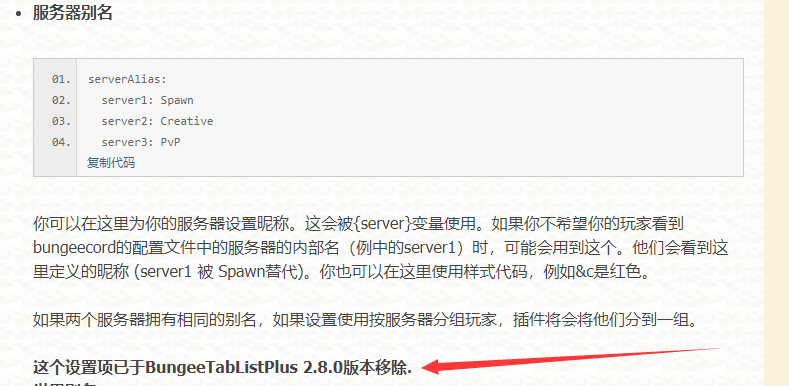 服务器别名
01. serverAlias:
02.   server1: Spawn
03.   server2: Creative
04.   server3: PvP
复制代码
你可以在这里为你的服务器设置昵称。这会被{server}变量使用。如果你不希望你的玩家看到
bungeecord的配置文件中的服务器的内部名（例中的server1）时，可能会用到这个。他们会看到这
里定义的昵称 (server1 被 Spawn替代)。你也可以在这里使用样式代码，例如&c是红色。
如果两个服务器拥有相同的别名，如果设置使用按服务器分组玩家，插件将会将他们分到一组。
这个设置项已于BungeeTabListPlus 2.8.0版本移除.